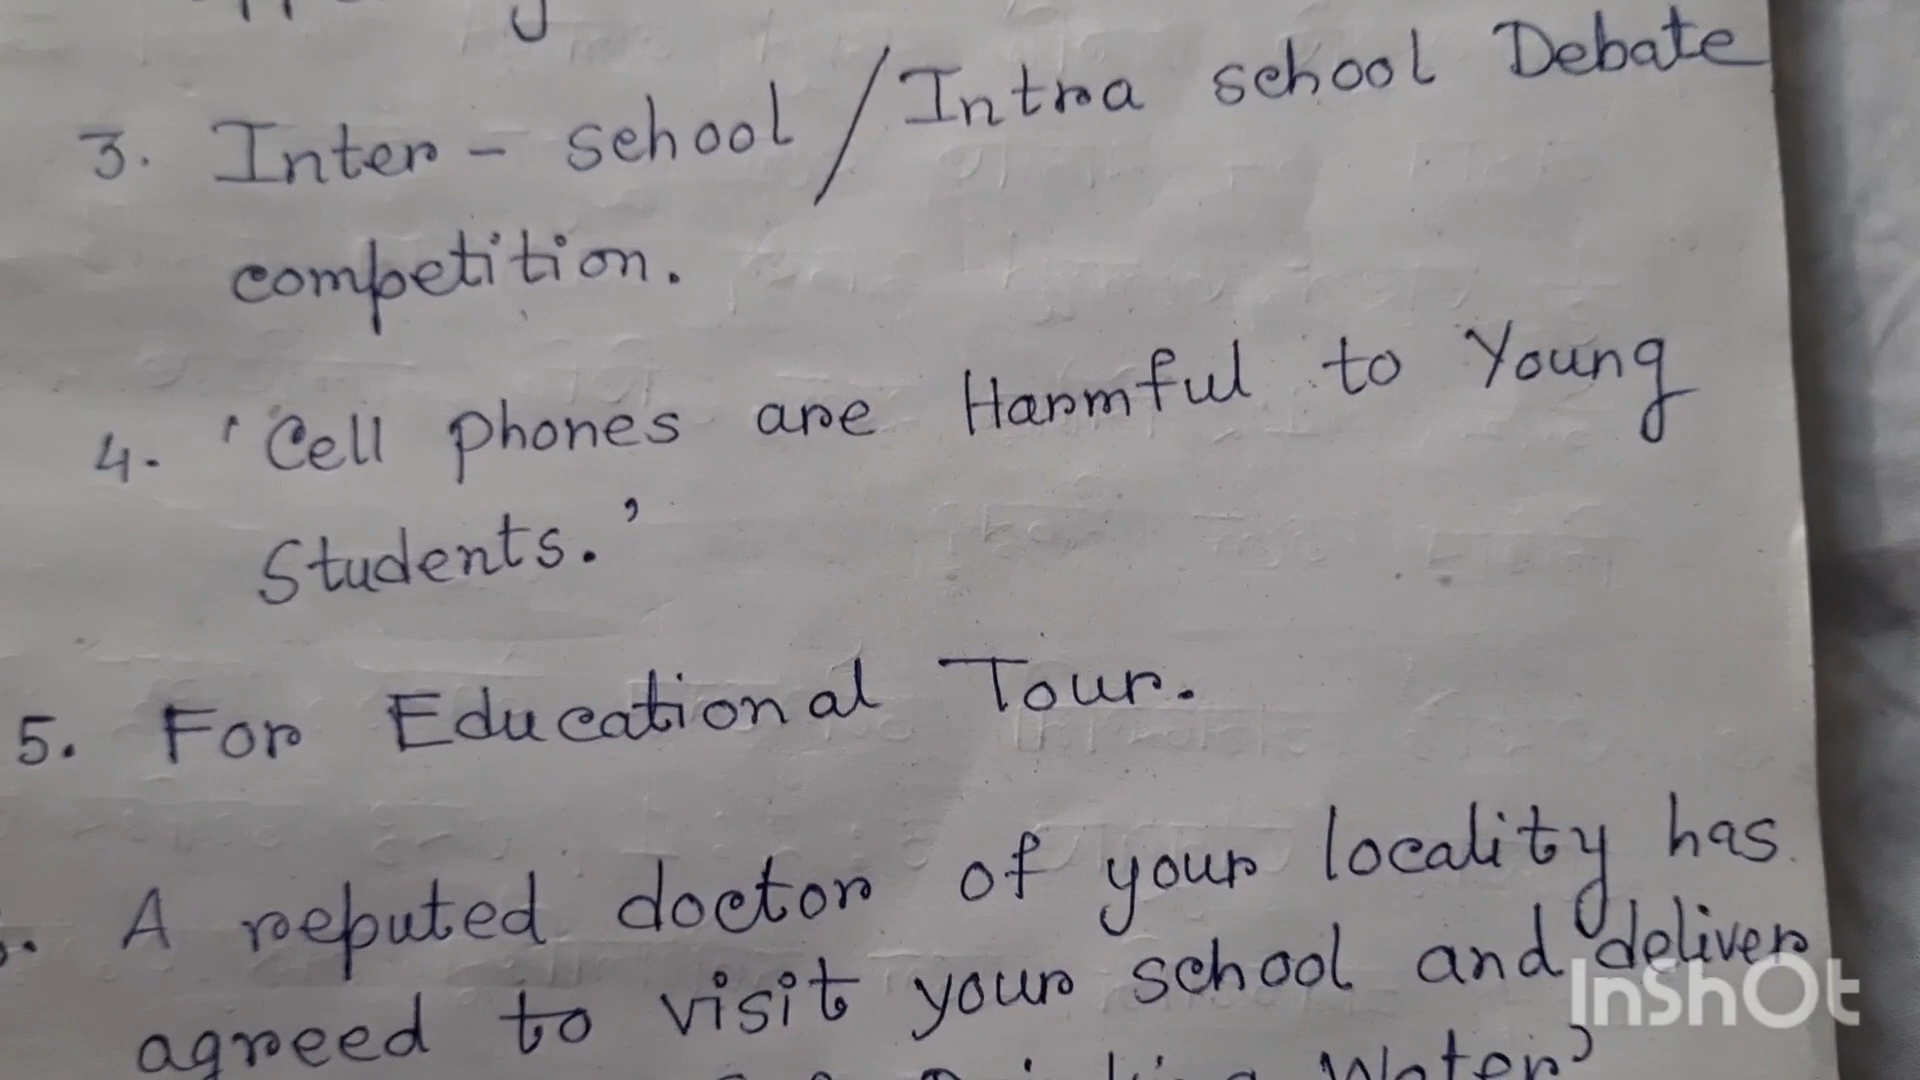 3. Inter - school / Intra school Debate
competition.
4. 'Cell phones are Harmful to Young
Students.'
5. For Educational Tour.
A reputed doctor of your locality has
agreed to visit your school and deliver
Water'
InShOt